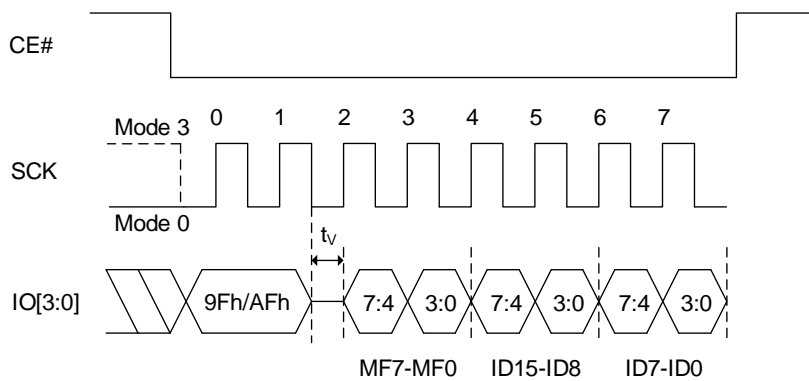 CE#
0 1 2 3 4 5 6 7
Mode 3
SCK
Mode 0
tV
IO[3:0] 9Fh/AFh 7:4 3:0 7:4 3:0 7:4 3:0
MF7-MF0 ID15-ID8 ID7-ID0